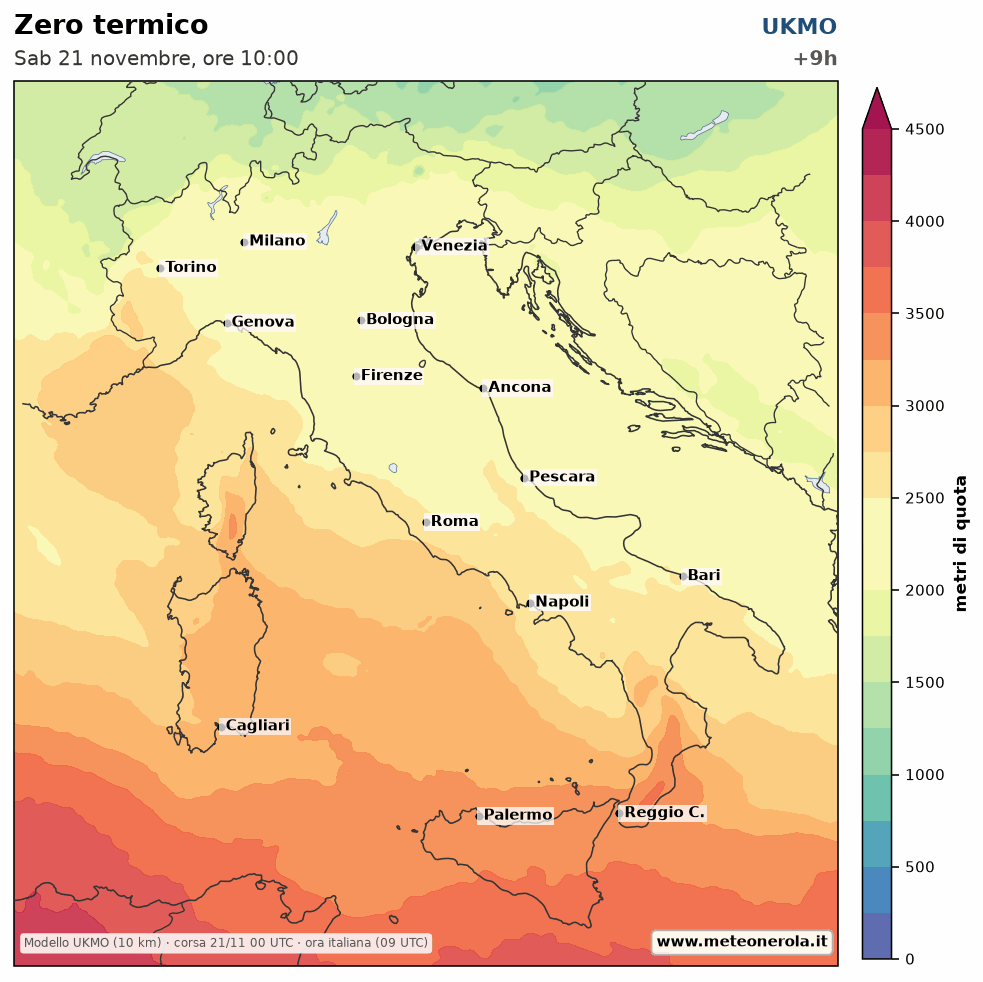 Zero termico
UKMO
Sab 21 novembre, ore 10:00
+9h
4500
4000
3500
3000
2500
2000
1500
1000
500
0
metri di quota
Milano
Venezia
Torino
Genova
Bologna
Firenze
Ancona
Pescara
Roma
Bari
Napoli
Cagliari
Palermo
Reggio C.
Modello UKMO (10 km) · corsa 21/11 00 UTC · ora italiana (09 UTC)
www.meteonerola.it